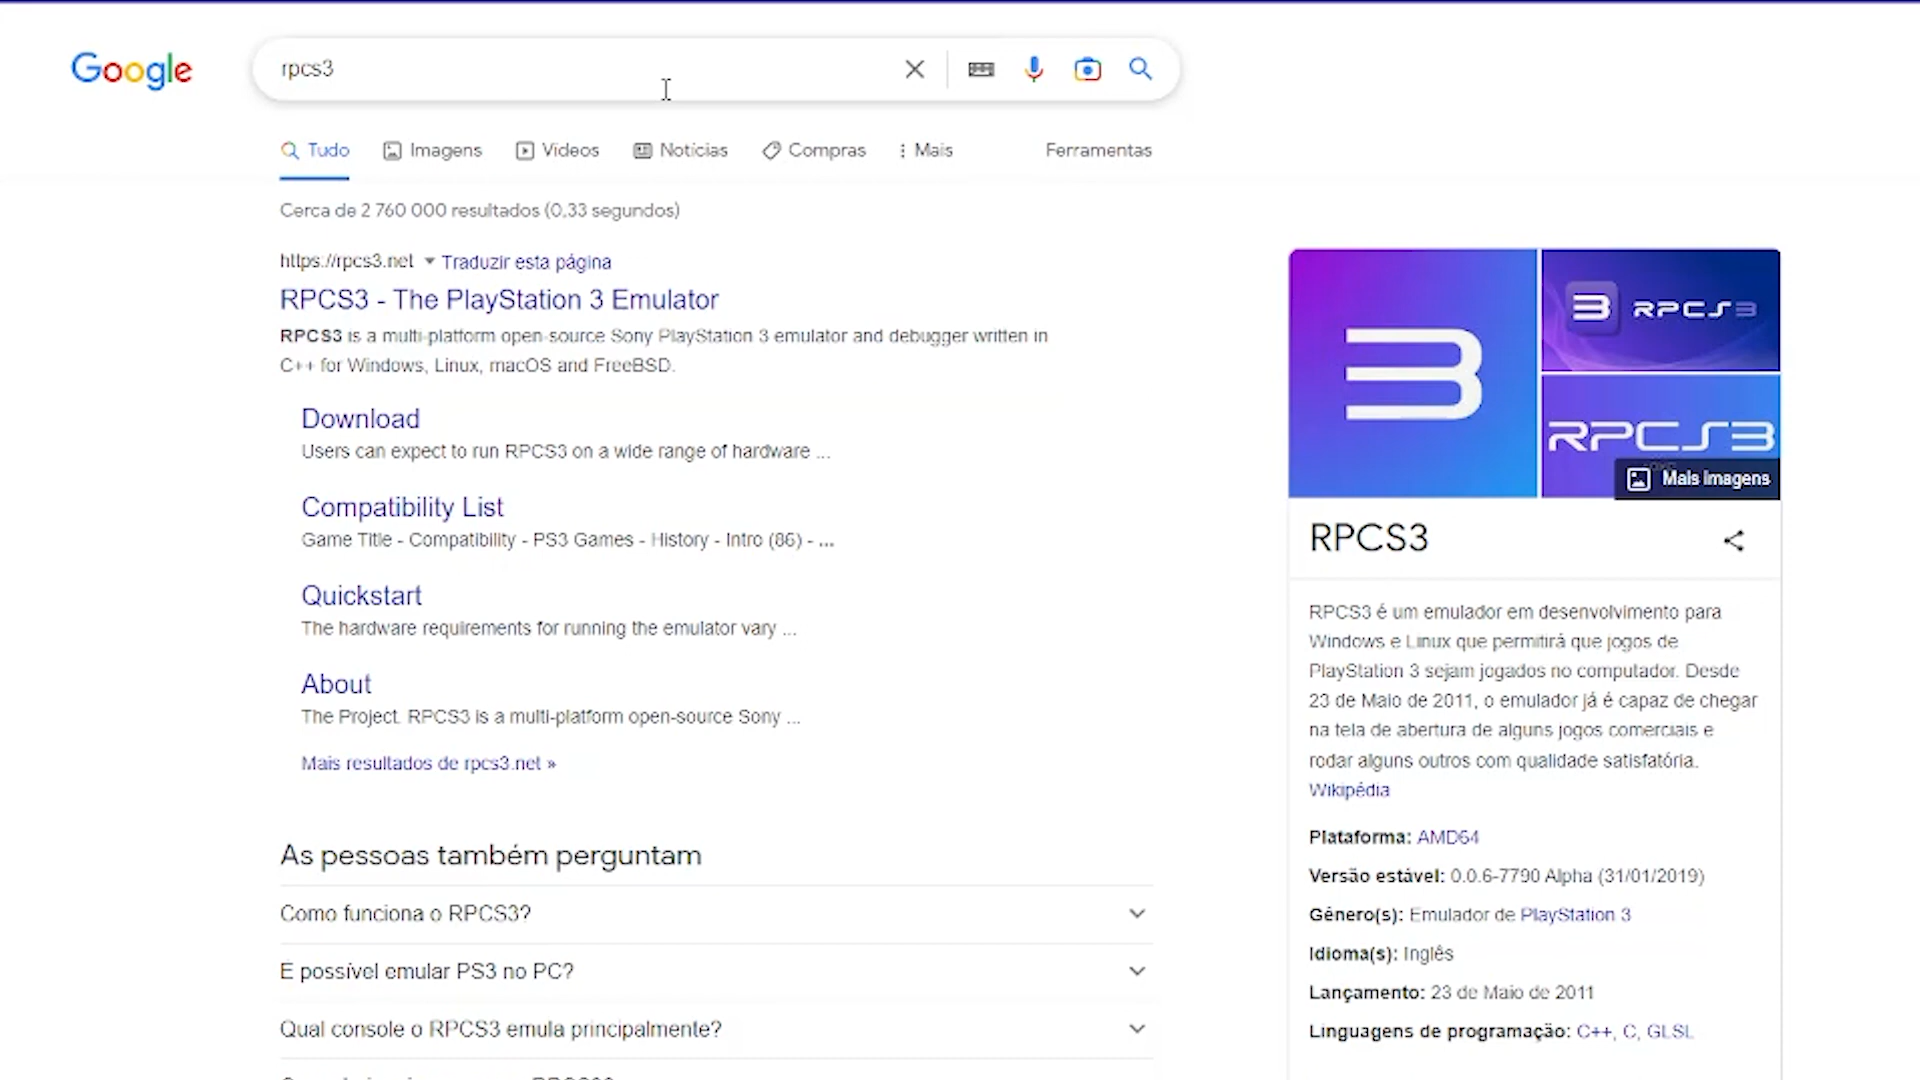 Google
rpcs3
Tudo
Imagens
Vídeos
Notícias
Compras
Mais
Ferramentas
Cerca de 2 760 000 resultados (0,33 segundos)
https://rpcs3.net
Traduzir esta página
RPCS3 - The PlayStation 3 Emulator
RPCS3 is a multi-platform open-source Sony PlayStation 3 emulator and debugger written in
C++ for Windows, Linux, macOS and FreeBSD.
Download
Users can expect to run RPCS3 on a wide range of hardware ...
Compatibility List
Game Title - Compatibility - PS3 Games - History - Intro (86) - ...
Quickstart
The hardware requirements for running the emulator vary ...
About
The Project. RPCS3 is a multi-platform open-source Sony ...
Mais resultados de rpcs3.net »
As pessoas também perguntam
Como funciona o RPCS3?
É possível emular PS3 no PC?
Qual console o RPCS3 emula principalmente?
RPCS3
RPCS3
Mais imagens
RPCS3
RPCS3 é um emulador em desenvolvimento para
Windows e Linux que permitirá que jogos de
PlayStation 3 sejam jogados no computador. Desde
23 de Maio de 2011, o emulador já é capaz de chegar
na tela de abertura de alguns jogos comerciais e
rodar alguns outros com qualidade satisfatória.
Wikipédia
Plataforma: AMD64
Versão estável: 0.0.6-7790 Alpha (31/01/2019)
Género(s): Emulador de PlayStation 3
Idioma(s): Inglês
Lançamento: 23 de Maio de 2011
Linguagens de programação: C++, C, GLSL